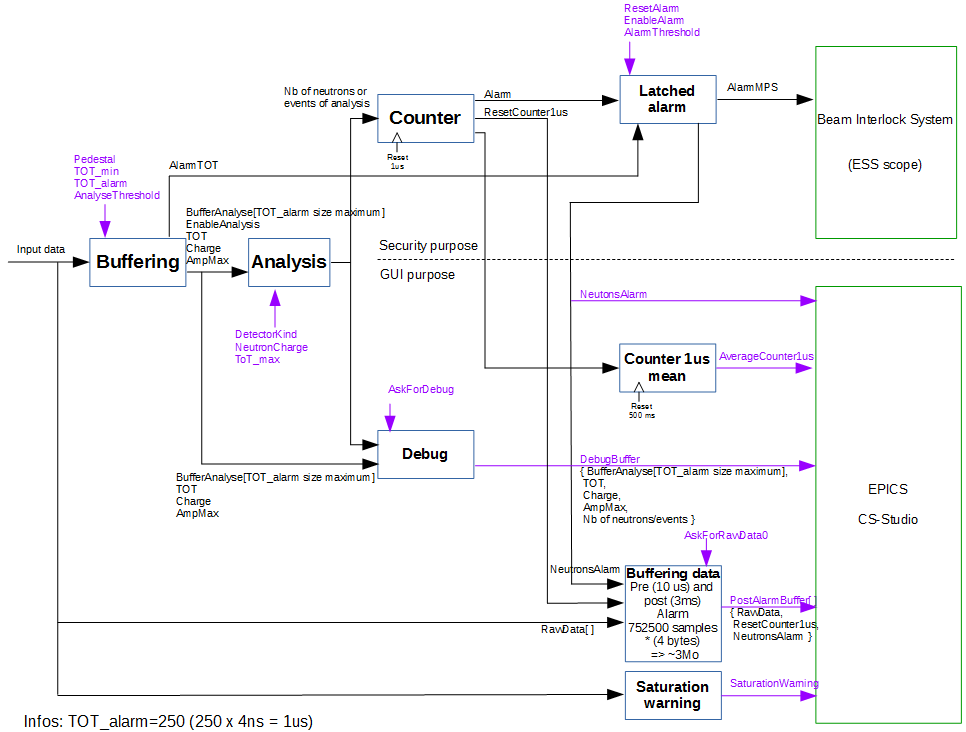 ResetAlarm
EnableAlarm
AlarmThreshold
Nb of neutrons or
events of analysis
Counter
Reset
1us
Alarm
ResetCounter1us
Latched
alarm
AlarmMPS
Beam Interlock System
(ESS scope)
Pedestal
TOT_min
TOT_alarm
AnalyseThreshold
AlarmTOT
BufferAnalyse[TOT_alarm size maximum]
EnableAnalysis
TOT
Charge
AmpMax
Input data
Buffering
Analysis
Security purpose
GUI purpose
DetectorKind
NeutronCharge
ToT_max
NeutonsAlarm
Counter 1us
mean
Reset
500 ms
AverageCounter1us
AskForDebug
Debug
BufferAnalyse[TOT_alarm size maximum]
TOT
Charge
AmpMax
DebugBuffer
{ BufferAnalyse[TOT_alarm size maximum],
TOT,
Charge,
AmpMax,
Nb of neutrons/events }
EPICS
CS-Studio
AskForRawData0
NeutronsAlarm
RawData[ ]
Buffering data
Pre (10 us) and
post (3ms)
Alarm
752500 samples
* (4 bytes)
=> ~3Mo
PostAlarmBuffer[ ]
{ RawData,
ResetCounter1us,
NeutronsAlarm }
Saturation
warning
SaturationWarning
Infos: TOT_alarm=250 (250 x 4ns = 1us)